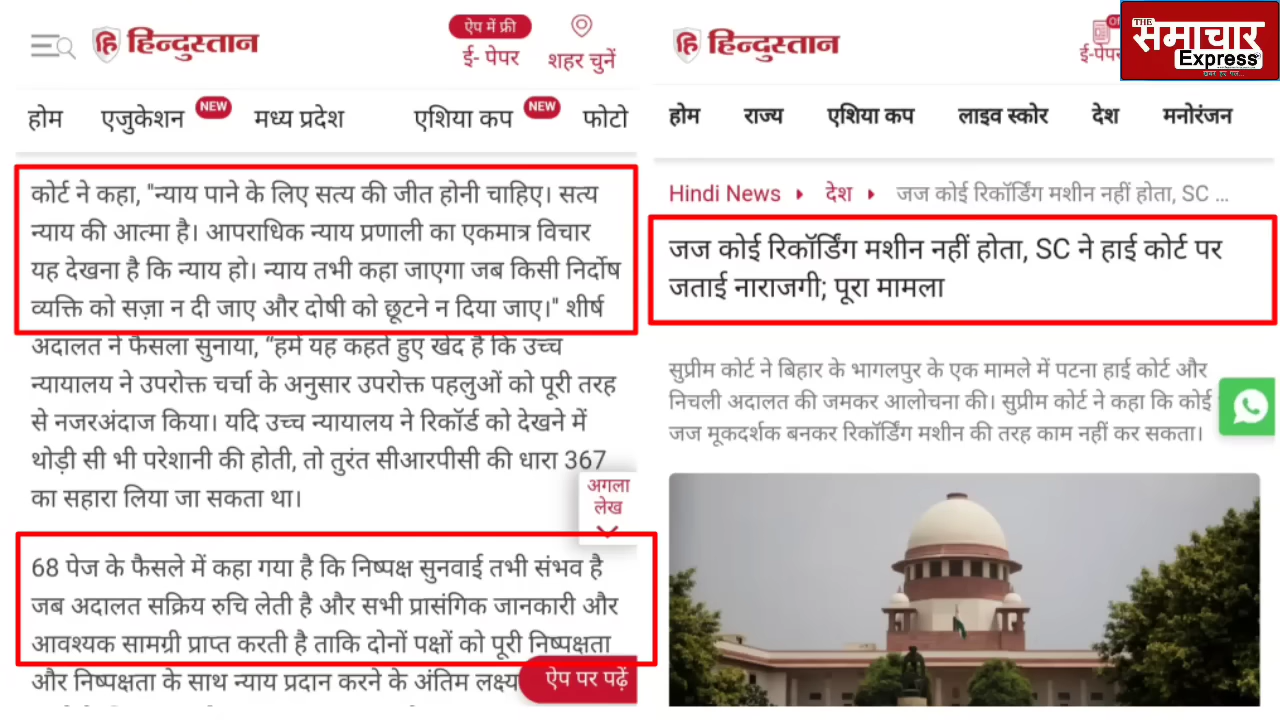 हिन्दुस्तान
ऐप में फ्री
ई- पेपर
शहर चुनें
होम एजुकेशन NEW मध्य प्रदेश एशिया कप NEW फोटो
कोर्ट ने कहा, "न्याय पाने के लिए सत्य की जीत होनी चाहिए। सत्य
न्याय की आत्मा है। आपराधिक न्याय प्रणाली का एकमात्र विचार
यह देखना है कि न्याय हो। न्याय तभी कहा जाएगा जब किसी निर्दोष
व्यक्ति को सज़ा न दी जाए और दोषी को छूटने न दिया जाए।" शीर्ष
अदालत ने फैसला सुनाया, “हमें यह कहते हुए खेद है कि उच्च
न्यायालय ने उपरोक्त चर्चा के अनुसार उपरोक्त पहलुओं को पूरी तरह
से नजरअंदाज किया। यदि उच्च न्यायालय ने रिकॉर्ड को देखने में
थोड़ी सी भी परेशानी की होती, तो तुरंत सीआरपीसी की धारा 367
का सहारा लिया जा सकता था।
अगला
लेख
68 पेज के फैसले में कहा गया है कि निष्पक्ष सुनवाई तभी संभव है
जब अदालत सक्रिय रुचि लेती है और सभी प्रासंगिक जानकारी और
आवश्यक सामग्री प्राप्त करती है ताकि दोनों पक्षों को पूरी निष्पक्षता
और निष्पक्षता के साथ न्याय प्रदान करने के अंतिम लक्ष्य
ऐप पर पढ़ें
हिन्दुस्तान
ई-पेपर
THE
समाचार
Express
होम राज्य एशिया कप लाइव स्कोर देश मनोरंजन
Hindi News देश जज कोई रिकॉर्डिंग मशीन नहीं होता, SC ...
जज कोई रिकॉर्डिंग मशीन नहीं होता, SC ने हाई कोर्ट पर
जताई नाराजगी; पूरा मामला
सुप्रीम कोर्ट ने बिहार के भागलपुर के एक मामले में पटना हाई कोर्ट और
निचली अदालत की जमकर आलोचना की। सुप्रीम कोर्ट ने कहा कि कोई
जज मूकदर्शक बनकर रिकॉर्डिंग मशीन की तरह काम नहीं कर सकता।